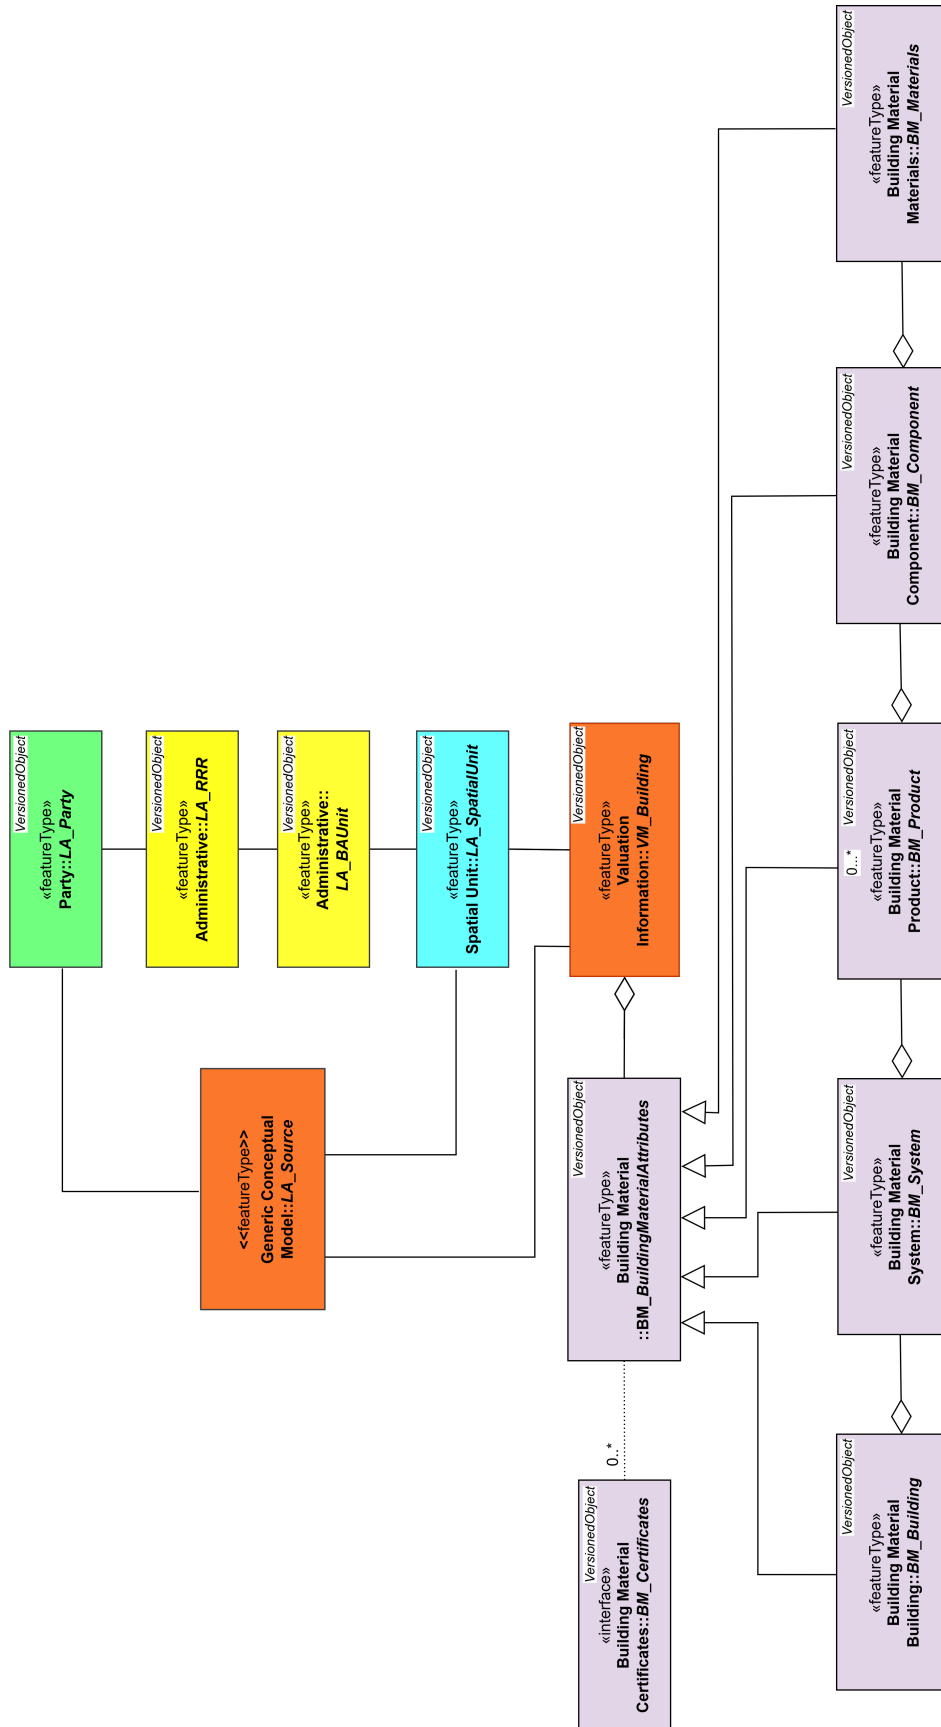 VersionedObject
«featureType»
Party::LA_Party
VersionedObject
«featureType»
Administrative::LA_RRR
VersionedObject
«featureType»
Administrative::
LA_BAUnit
<<featureType>>
Generic Conceptual
Model::LA_Source
VersionedObject
«featureType»
Spatial Unit::LA_SpatialUnit
VersionedObject
«featureType»
Valuation
Information::VM_Building
VersionedObject
«featureType»
Building Material
::BM_BuildingMaterialAttributes
0..*
VersionedObject
«interface»
Building Material
Certificates::BM_Certificates
VersionedObject
«featureType»
Building Material
Building::BM_Building
VersionedObject
«featureType»
Building Material
System::BM_System
0...*
VersionedObject
«featureType»
Building Material
Product::BM_Product
VersionedObject
«featureType»
Building Material
Component::BM_Component
VersionedObject
«featureType»
Building Material
Materials::BM_Materials